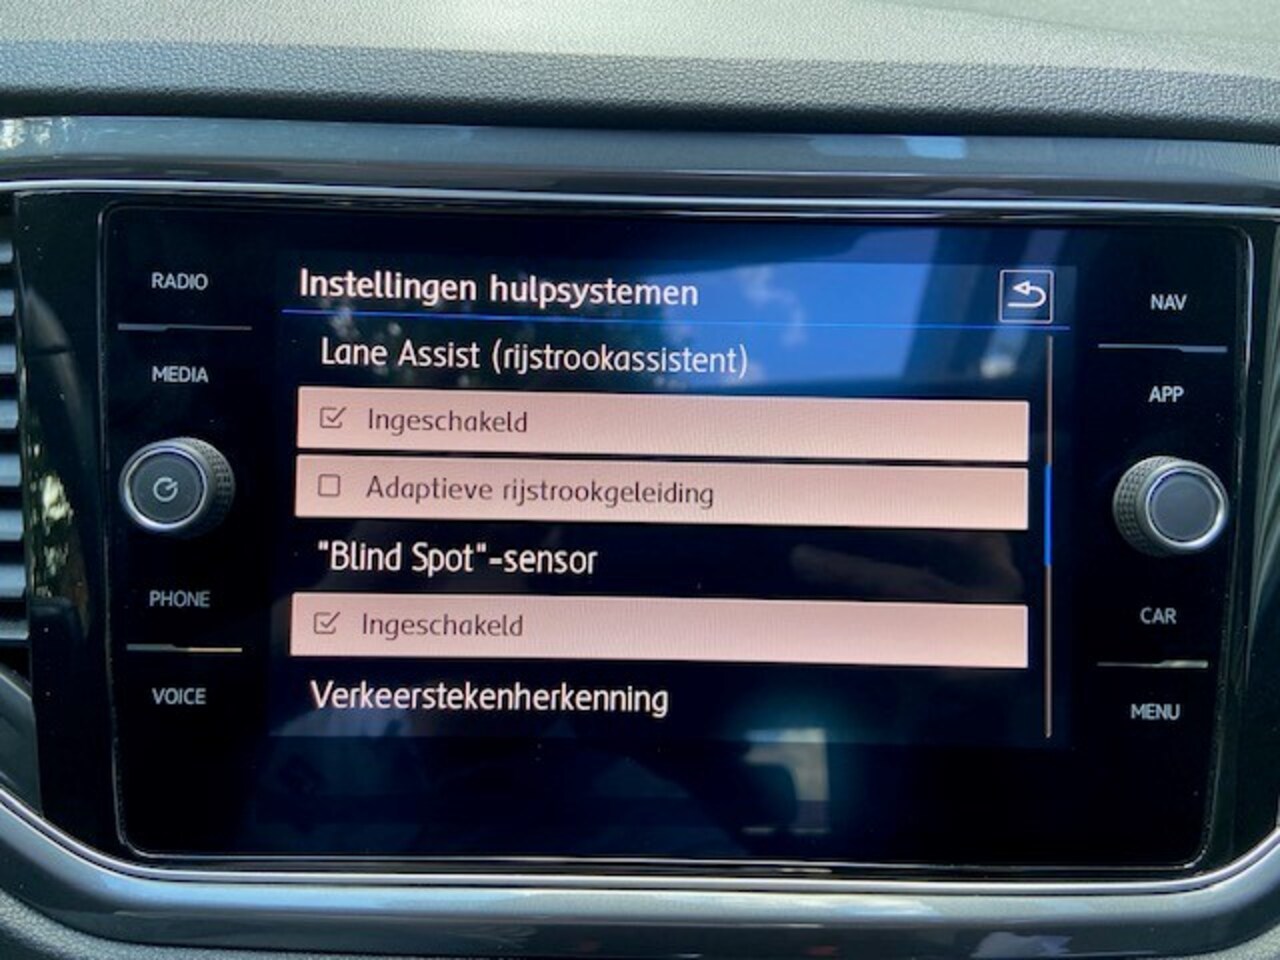 Instellingen hulpsystemen
Lane Assist (rijstrookassistent)
Ingeschakeld
Adaptieve rijstrookgeleiding
"Blind Spot"-sensor
Ingeschakeld
Verkeerstekenherkenning
RADIO
MEDIA
PHONE
VOICE
NAV
APP
CAR
MENU